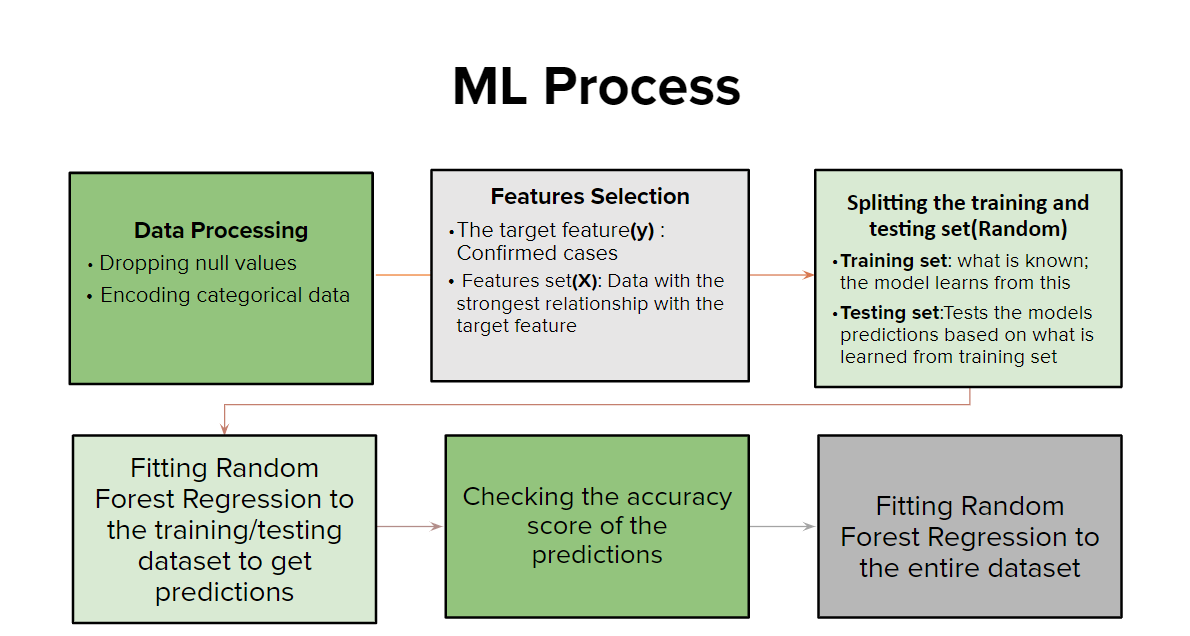 ML Process
Data Processing
• Dropping null values
• Encoding categorical data
Features Selection
•The target feature(y) :
Confirmed cases
• Features set(X): Data with the
strongest relationship with the
target feature
Splitting the training and
testing set(Random)
•Training set: what is known;
the model learns from this
•Testing set:Tests the models
predictions based on what is
learned from training set
Fitting Random
Forest Regression to
the training/testing
dataset to get
predictions
Checking the accuracy
score of the
predictions
Fitting Random
Forest Regression to
the entire dataset